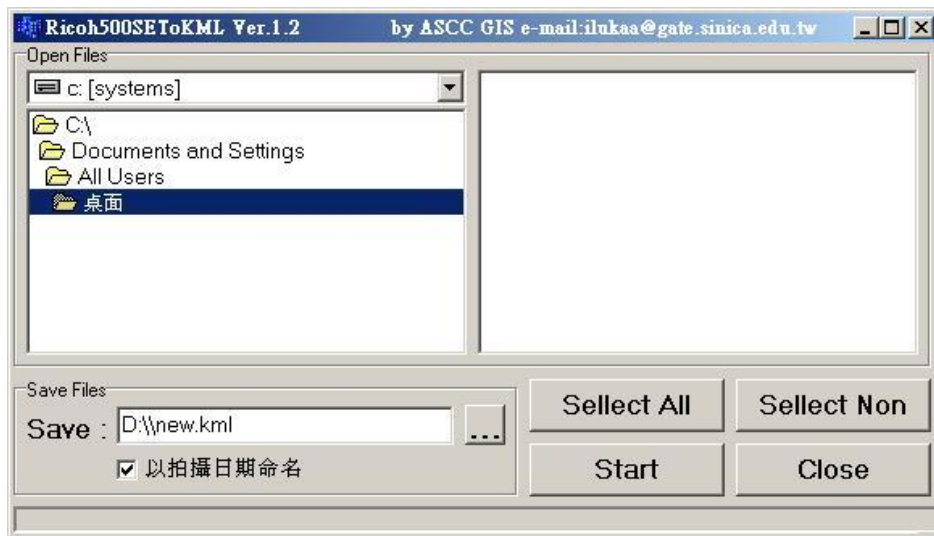 Ricoh500SEToKML Ver.1.2 by ASCC GIS e-mail:ilukaa@gate.sinica.edu.tw
Open Files
c: [systems]
C:\
Documents and Settings
All Users
桌面
Save Files
Save : D:\\new.kml ...
以拍攝日期命名
Sellect All Sellect Non
Start Close